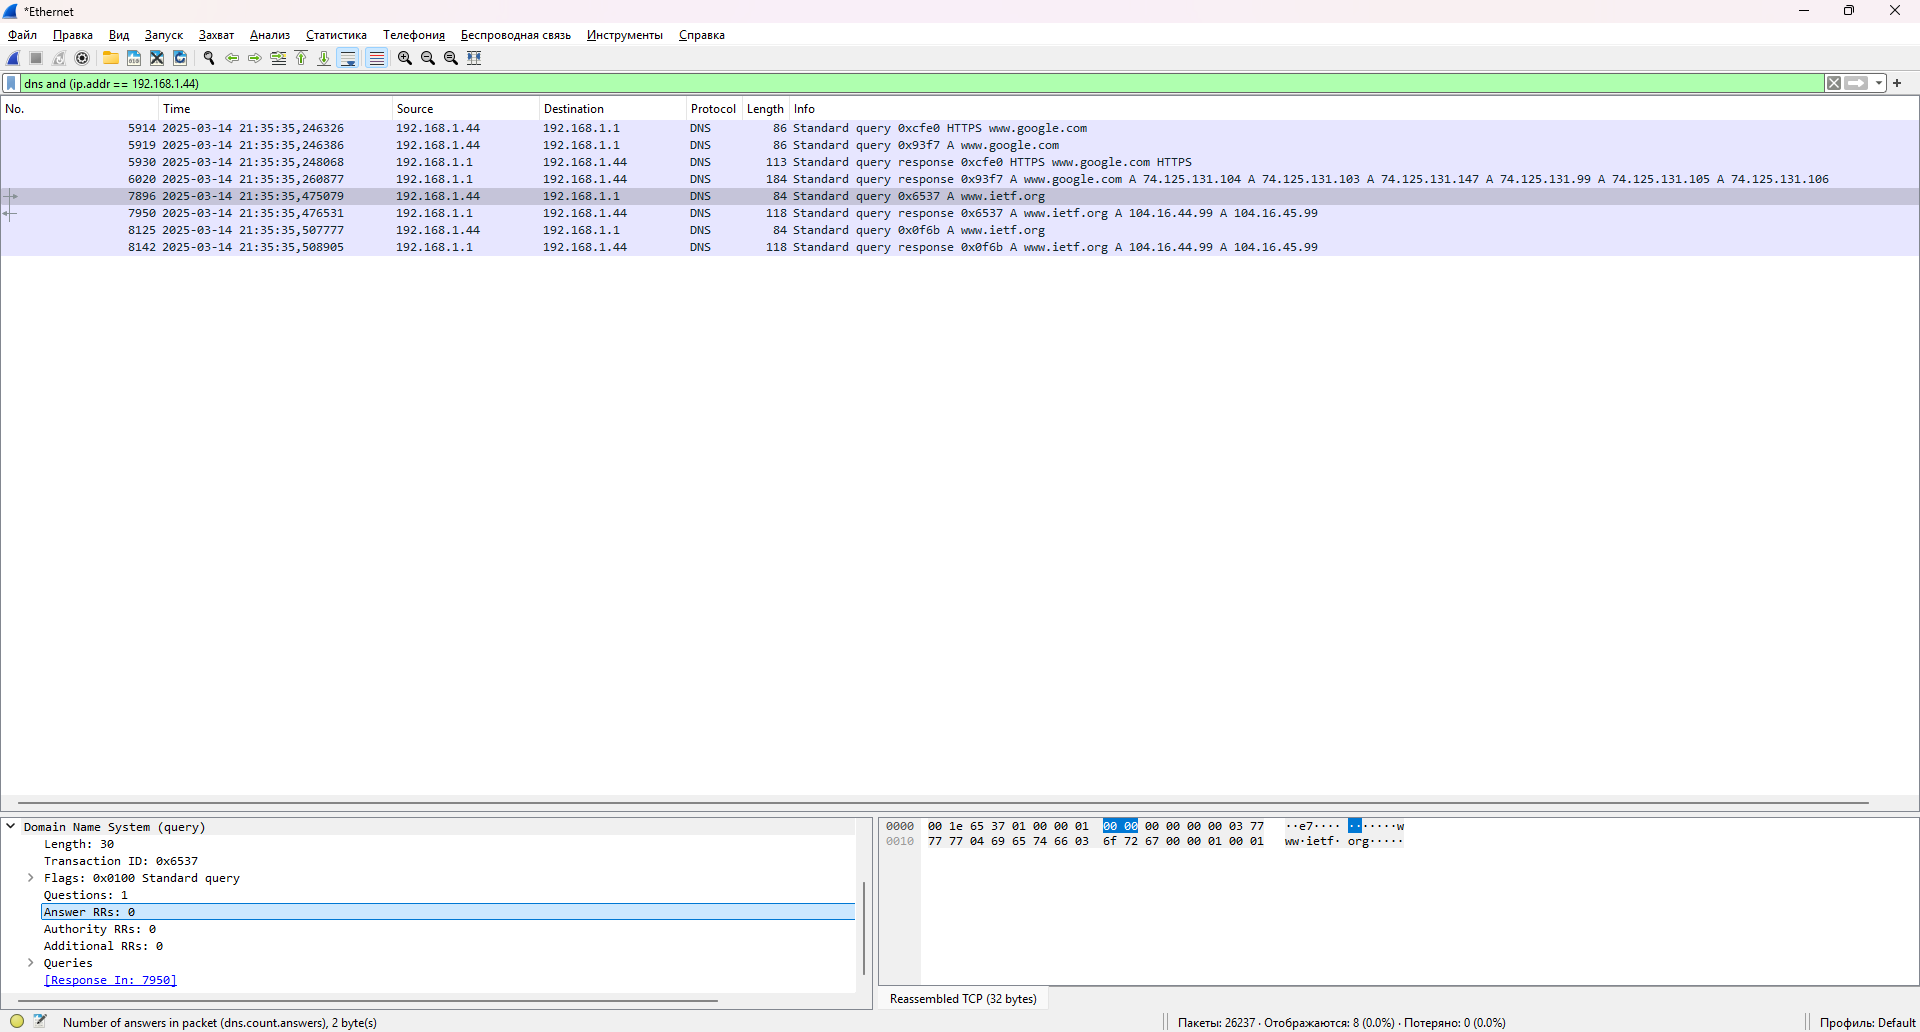 *Ethernet
Файл Правка Вид Запуск Захват Анализ Статистика Телефония Беспроводная связь Инструменты Справка
dns and (ip.addr == 192.168.1.44)
No. Time Source Destination Protocol Length Info
5914 2025-03-14 21:35:35,246326 192.168.1.44 192.168.1.1 DNS 86 Standard query 0xcfe0 HTTPS www.google.com
5919 2025-03-14 21:35:35,246386 192.168.1.44 192.168.1.1 DNS 86 Standard query 0x93f7 A www.google.com
5930 2025-03-14 21:35:35,248068 192.168.1.1 192.168.1.44 DNS 113 Standard query response 0xcfe0 HTTPS www.google.com HTTPS
6020 2025-03-14 21:35:35,260877 192.168.1.1 192.168.1.44 DNS 184 Standard query response 0x93f7 A www.google.com A 74.125.131.104 A 74.125.131.103 A 74.125.131.147 A 74.125.131.99 A 74.125.131.105 A 74.125.131.106
7896 2025-03-14 21:35:35,475079 192.168.1.44 192.168.1.1 DNS 84 Standard query 0x6537 A www.ietf.org
7950 2025-03-14 21:35:35,476531 192.168.1.1 192.168.1.44 DNS 118 Standard query response 0x6537 A www.ietf.org A 104.16.44.99 A 104.16.45.99
8125 2025-03-14 21:35:35,507777 192.168.1.44 192.168.1.1 DNS 84 Standard query 0x0f6b A www.ietf.org
8142 2025-03-14 21:35:35,508905 192.168.1.1 192.168.1.44 DNS 118 Standard query response 0x0f6b A www.ietf.org A 104.16.44.99 A 104.16.45.99
Domain Name System (query)
Length: 30
Transaction ID: 0x6537
Flags: 0x0100 Standard query
Questions: 1
Answer RRs: 0
Authority RRs: 0
Additional RRs: 0
Queries
[Response In: 7950]
0000 00 1e 65 37 01 00 00 01 00 00 00 00 00 00 03 77 ··e7···· ·······w
0010 77 77 04 69 65 74 66 03 6f 72 67 00 00 01 00 01 ww·ietf· org·····
Reassembled TCP (32 bytes)
Number of answers in packet (dns.count.answers), 2 byte(s)
Пакеты: 26237 · Отображаются: 8 (0.0%) · Потеряно: 0 (0.0%)
Профиль: Default